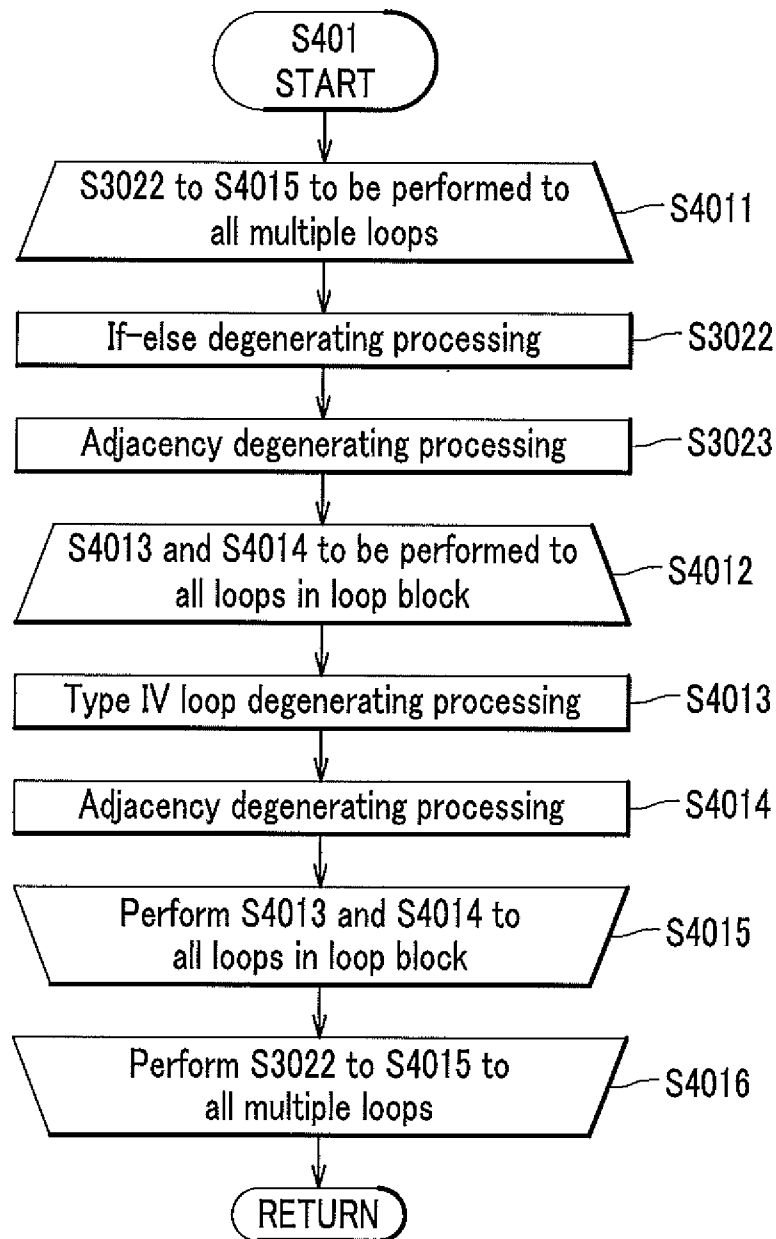 S401
START
S3022 to S4015 to be performed to
all multiple loops
S4011
If-else degenerating processing
S3022
Adjacency degenerating processing
S3023
S4013 and S4014 to be performed to
all loops in loop block
S4012
Type IV loop degenerating processing
S4013
Adjacency degenerating processing
S4014
Perform S4013 and S4014 to
all loops in loop block
S4015
Perform S3022 to S4015 to
all multiple loops
S4016
RETURN